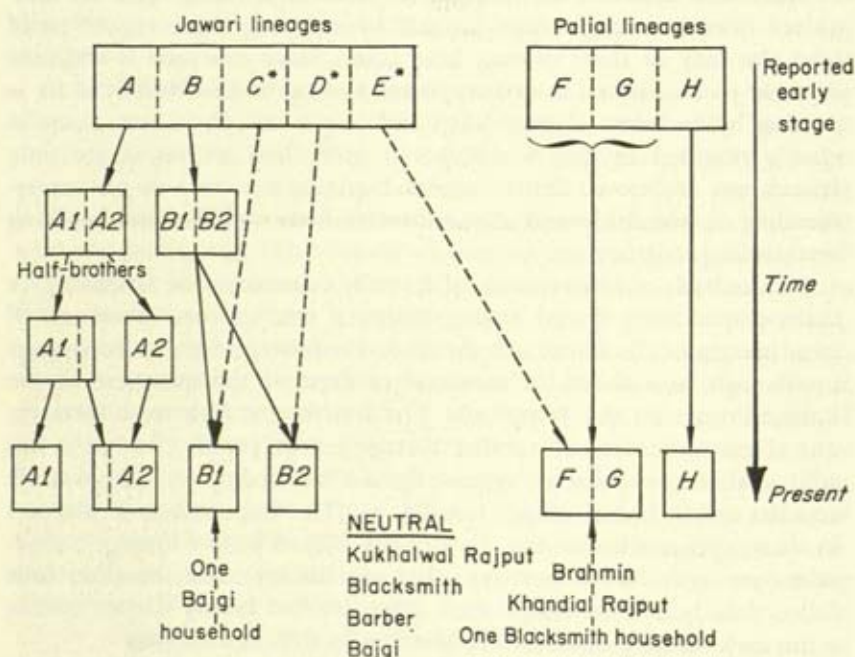 Jawari lineages Palial lineages
A B C* D* E* F G H Reported
early
stage
A1 A2 B1 B2
Half-brothers
Time
A1 A2
A1 A2 B1 B2 F G H
Present
One
Bajgi
household
NEUTRAL
Kukhalwal Rajput
Blacksmith
Barber
Bajgi
Brahmin
Khandial Rajput
One Blacksmith household